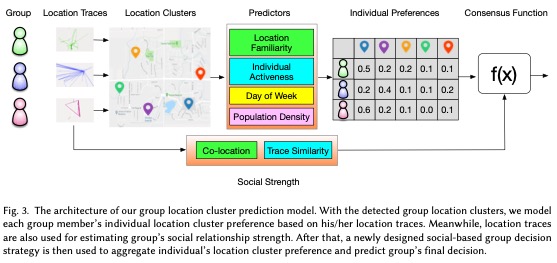 Group
Location Traces
Location Clusters
Predictors
Individual Preferences
Consensus Function
Location
Familiarity
Individual
Activeness
Day of Week
Population Density
0.5 0.2 0.2 0.1 0.1
0.2 0.4 0.1 0.1 0.2
0.6 0.2 0.1 0.0 0.1
f(x)
Co-location
Trace Similarity
Social Strength
Fig. 3. The architecture of our group location cluster prediction model. With the detected group location clusters, we model
each group member's individual location cluster preference based on his/her location traces. Meanwhile, location traces
are also used for estimating group's social relationship strength. After that, a newly designed social-based group decision
strategy is then used to aggregate individual's location cluster preference and predict group's final decision.